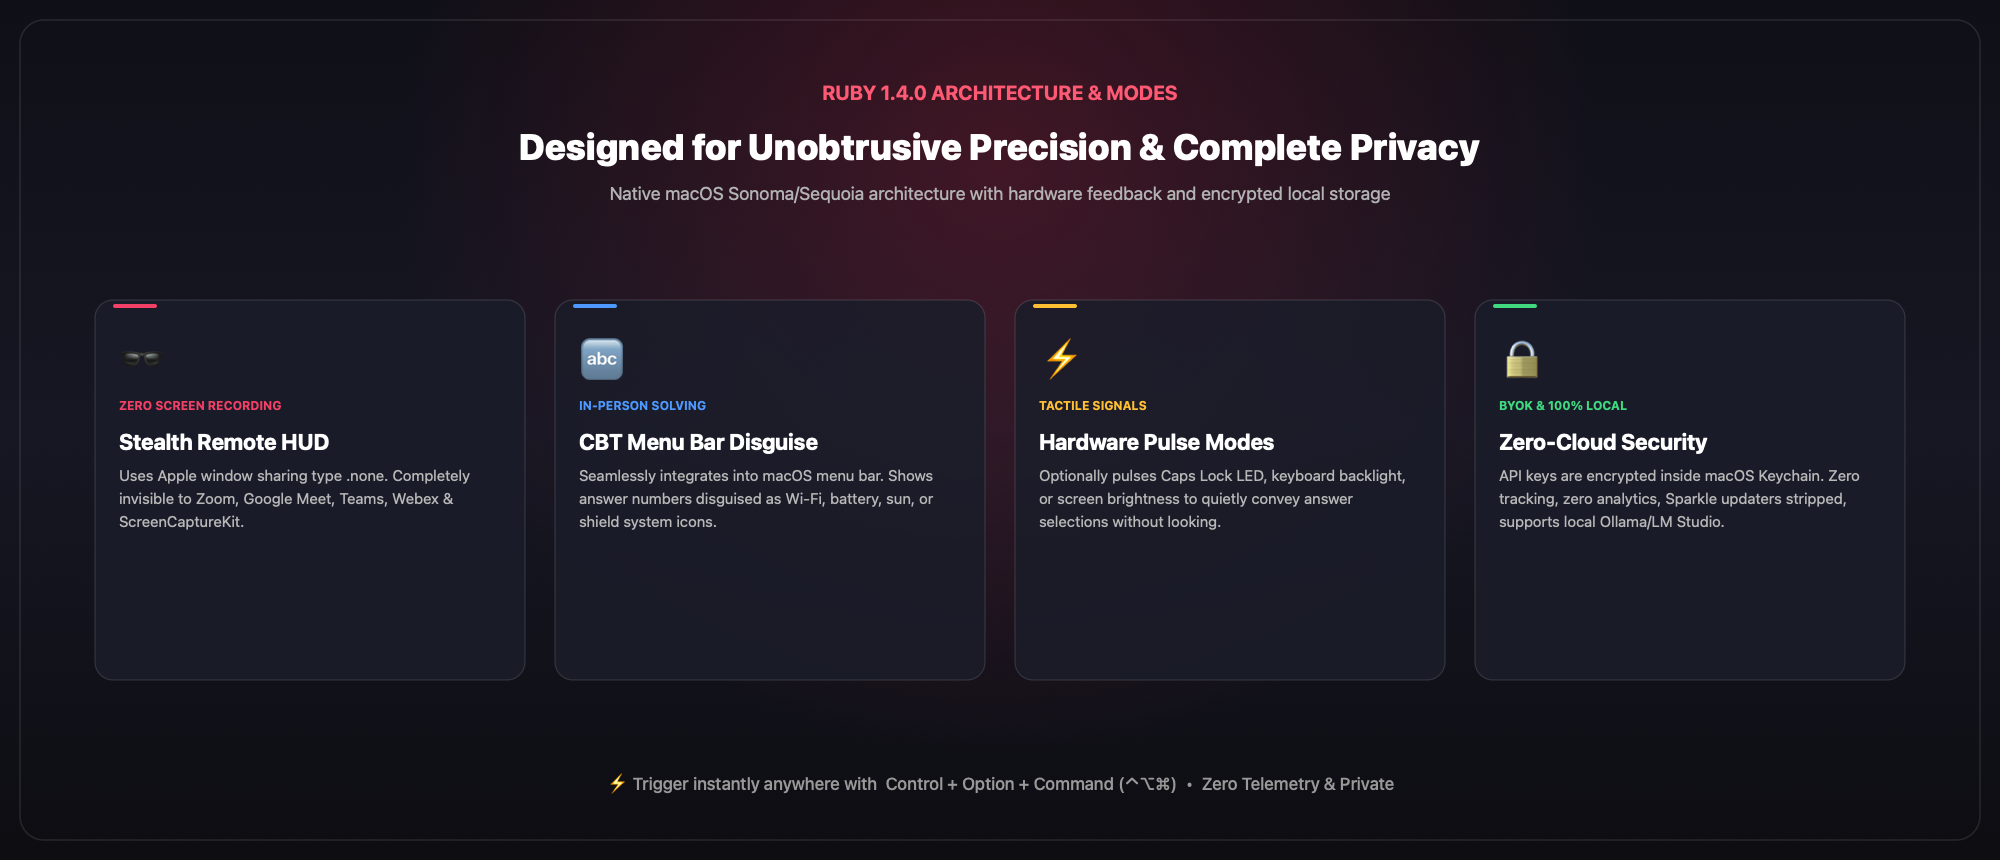 RUBY 1.4.0 ARCHITECTURE & MODES
Designed for Unobtrusive Precision & Complete Privacy
Native macOS Sonoma/Sequoia architecture with hardware feedback and encrypted local storage
ZERO SCREEN RECORDING
Stealth Remote HUD
Uses Apple window sharing type .none. Completely
invisible to Zoom, Google Meet, Teams, Webex &
ScreenCaptureKit.
abc
IN-PERSON SOLVING
CBT Menu Bar Disguise
Seamlessly integrates into macOS menu bar. Shows
answer numbers disguised as Wi-Fi, battery, sun, or
shield system icons.
TACTILE SIGNALS
Hardware Pulse Modes
Optionally pulses Caps Lock LED, keyboard backlight,
or screen brightness to quietly convey answer
selections without looking.
BYOK & 100% LOCAL
Zero-Cloud Security
API keys are encrypted inside macOS Keychain. Zero
tracking, zero analytics, Sparkle updaters stripped,
supports local Ollama/LM Studio.
⚡ Trigger instantly anywhere with Control + Option + Command (⌃⌥⌘) • Zero Telemetry & Private